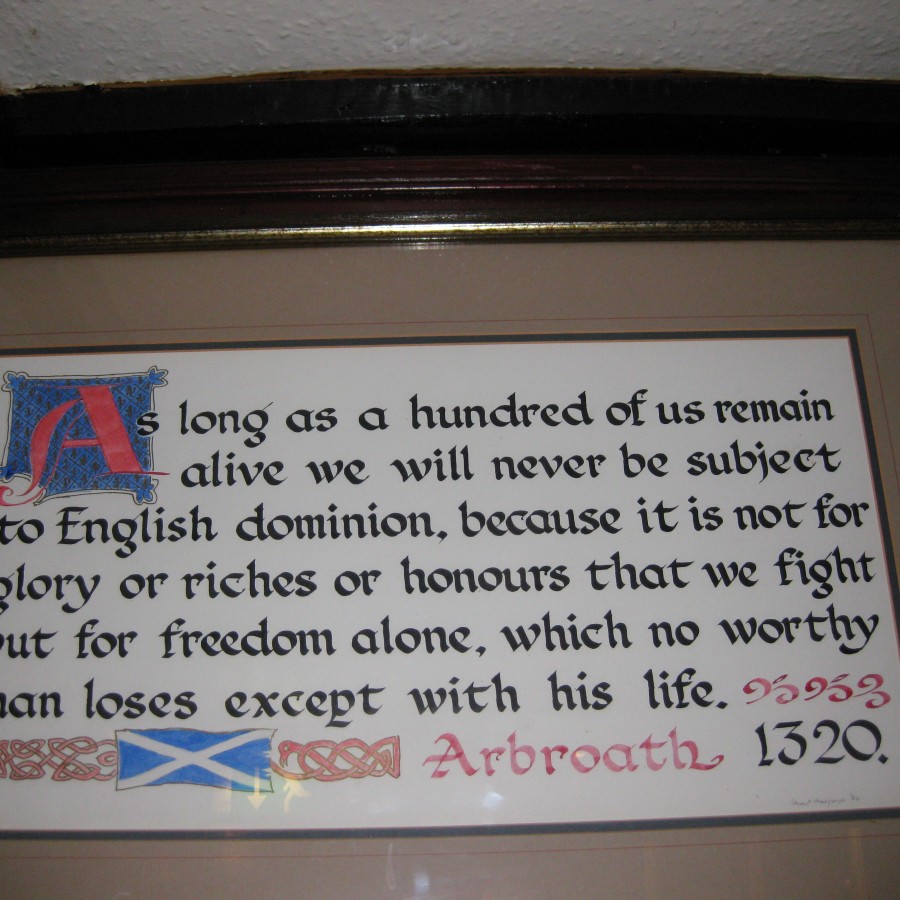 As long as a hundred of us remain
alive we will never be subject
to English dominion, because it is not for
glory or riches or honours that we fight
but for freedom alone, which no worthy
man loses except with his life.
Arbroath 1320.